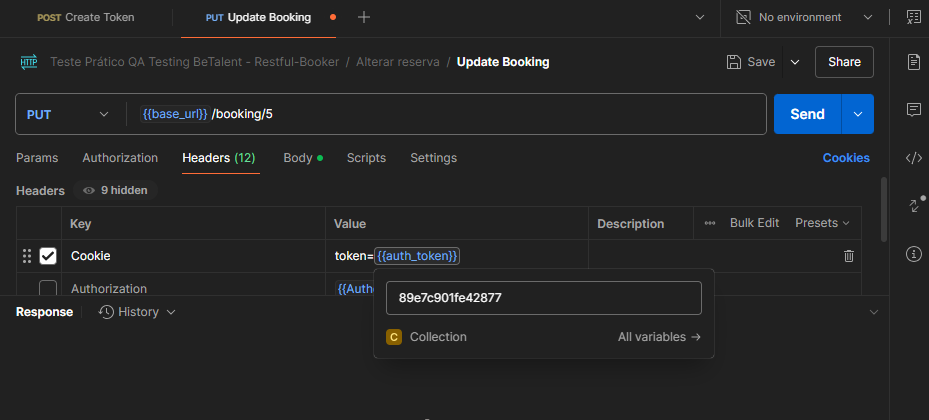 POST Create Token PUT Update Booking No environment
HTTP Teste Prático QA Testing BeTalent - Restful-Booker / Alterar reserva / Update Booking Save Share
PUT {{base_url}} /booking/5 Send
Params Authorization Headers (12) Body Scripts Settings Cookies
Headers 9 hidden
Key Value Description Bulk Edit Presets
Cookie token={{auth_token}}
Authorization {{Autho
89e7c901fe42877
Response History
C Collection All variables →